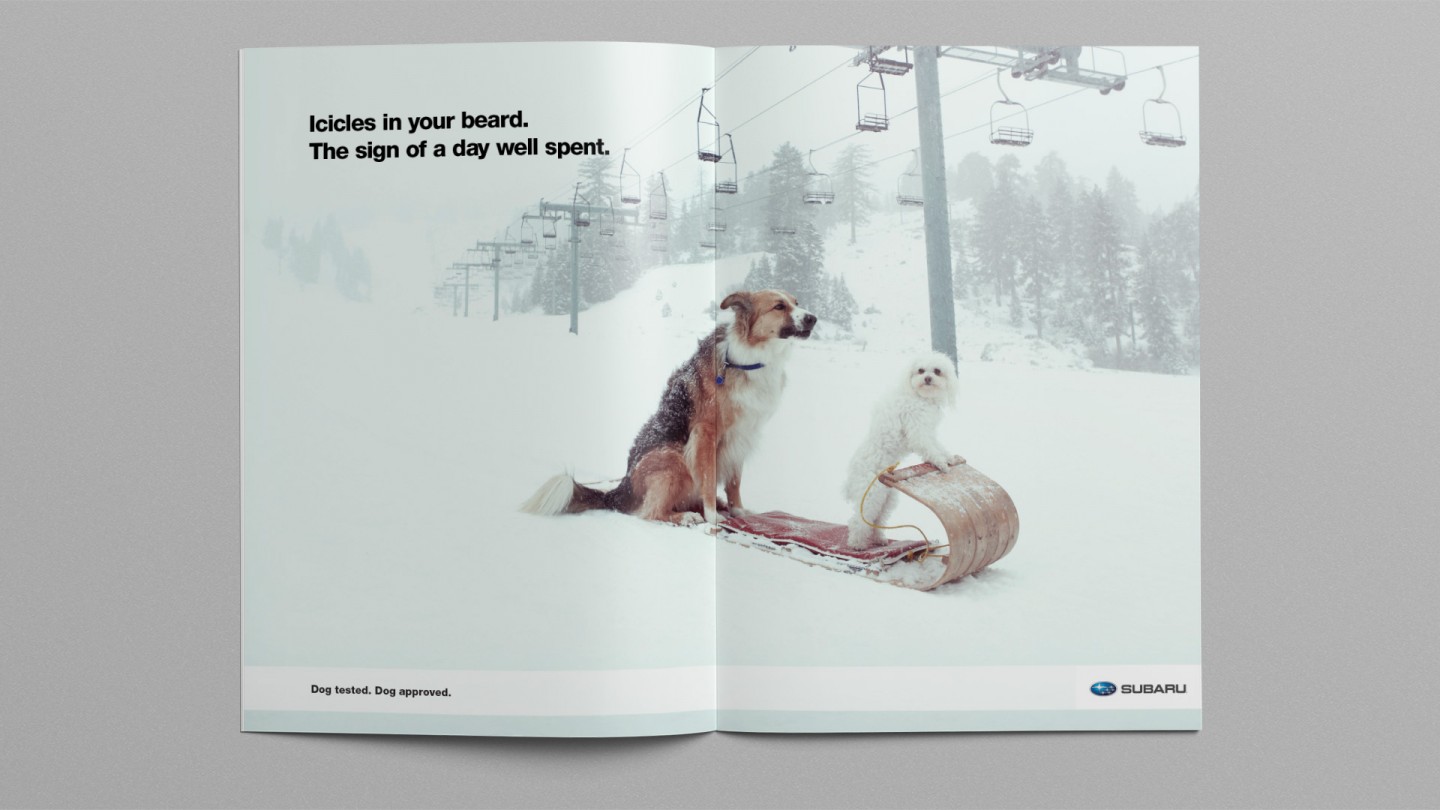 Icicles in your beard.
The sign of a day well spent.
Dog tested. Dog approved.
SUBARU